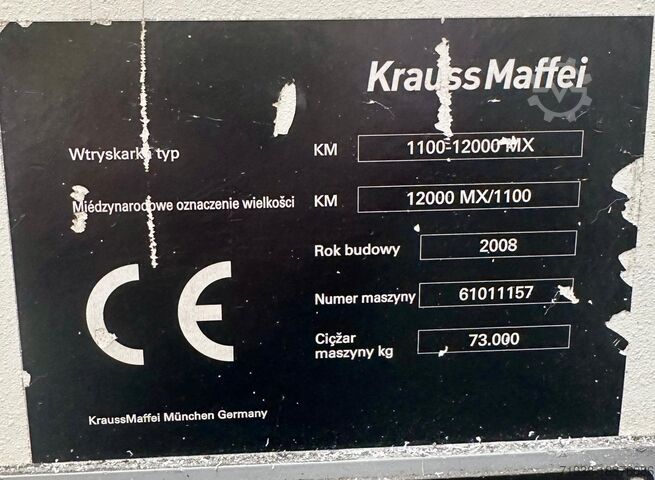 KraussMaffei
Wtryskarka typ KM 1100-12000 MX
Międzynarodowe oznaczenie wielkości KM 12000 MX/1100
Rok budowy 2008
Numer maszyny 61011157
Ciężar
maszyny kg 73.000
CE
KraussMaffei München Germany